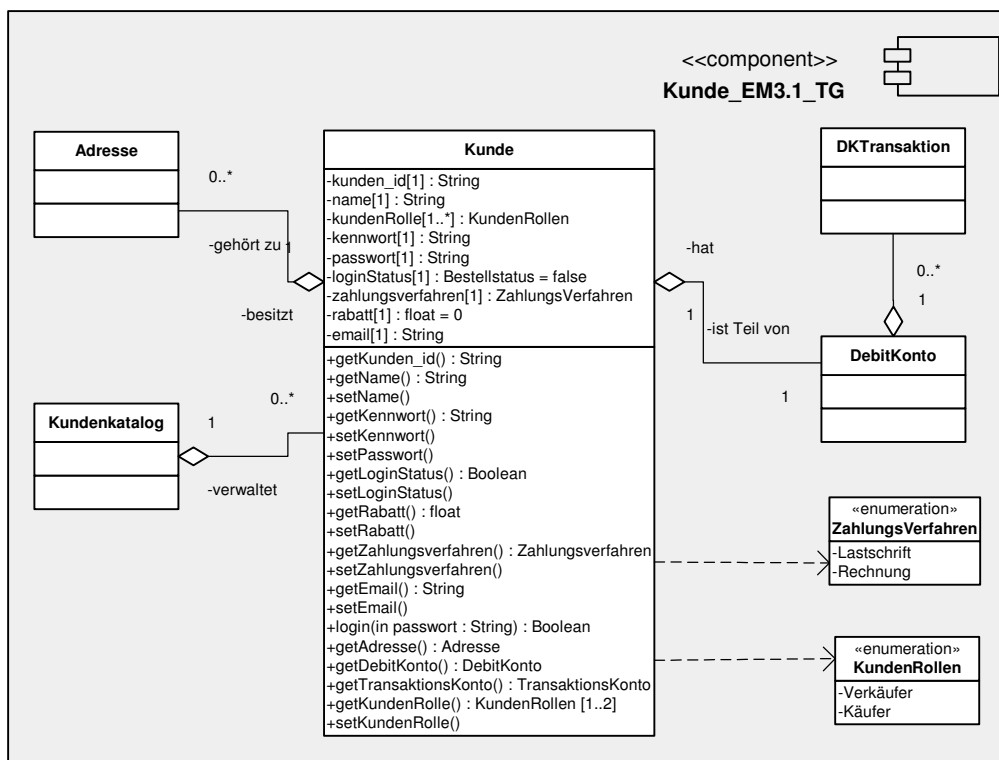 <<component>>
Kunde_EM3.1_TG
Adresse
0..*
-gehört zu 1
-besitzt
Kunde
-kunden_id[1] : String
-name[1] : String
-kundenRolle[1..*] : KundenRollen
-kennwort[1] : String
-passwort[1] : String
-loginStatus[1] : Bestellstatus = false
-zahlungsverfahren[1] : ZahlungsVerfahren
-rabatt[1] : float = 0
-email[1] : String
+getKunden_id() : String
+getName() : String
+setName()
+getKennwort() : String
+setKennwort()
+setPasswort()
+getLoginStatus() : Boolean
+setLoginStatus()
+getRabatt() : float
+setRabatt()
+getZahlungsverfahren() : Zahlungsverfahren
+setZahlungsverfahren()
+getEmail() : String
+setEmail()
+login(in passwort : String) : Boolean
+getAdresse() : Adresse
+getDebitKonto() : DebitKonto
+getTransaktionsKonto() : TransaktionsKonto
+getKundenRolle() : KundenRollen [1..2]
+setKundenRolle()
DKTransaktion
0..*
1
-hat
1
-ist Teil von
1
DebitKonto
Kundenkatalog
1
0..*
-verwaltet
«enumeration»
ZahlungsVerfahren
-Lastschrift
-Rechnung
«enumeration»
KundenRollen
-Verkäufer
-Käufer